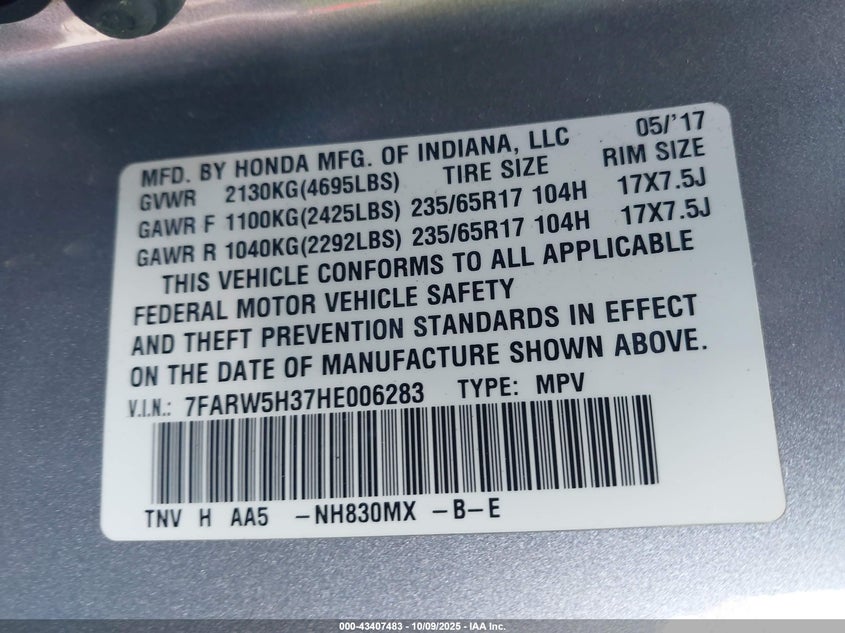 MFD. BY HONDA MFG. OF INDIANA, LLC 05/'17
GVWR 2130KG(4695LBS) TIRE SIZE RIM SIZE
GAWR F 1100KG(2425LBS) 235/65R17 104H 17X7.5J
GAWR R 1040KG(2292LBS) 235/65R17 104H 17X7.5J
THIS VEHICLE CONFORMS TO ALL APPLICABLE
FEDERAL MOTOR VEHICLE SAFETY
AND THEFT PREVENTION STANDARDS IN EFFECT
ON THE DATE OF MANUFACTURE SHOWN ABOVE.
V.I.N.: 7FARW5H37HE006283 TYPE: MPV
TNV H AA5 -NH830MX -B-E
000-43407483 - 10/09/2025 - IAA Inc.